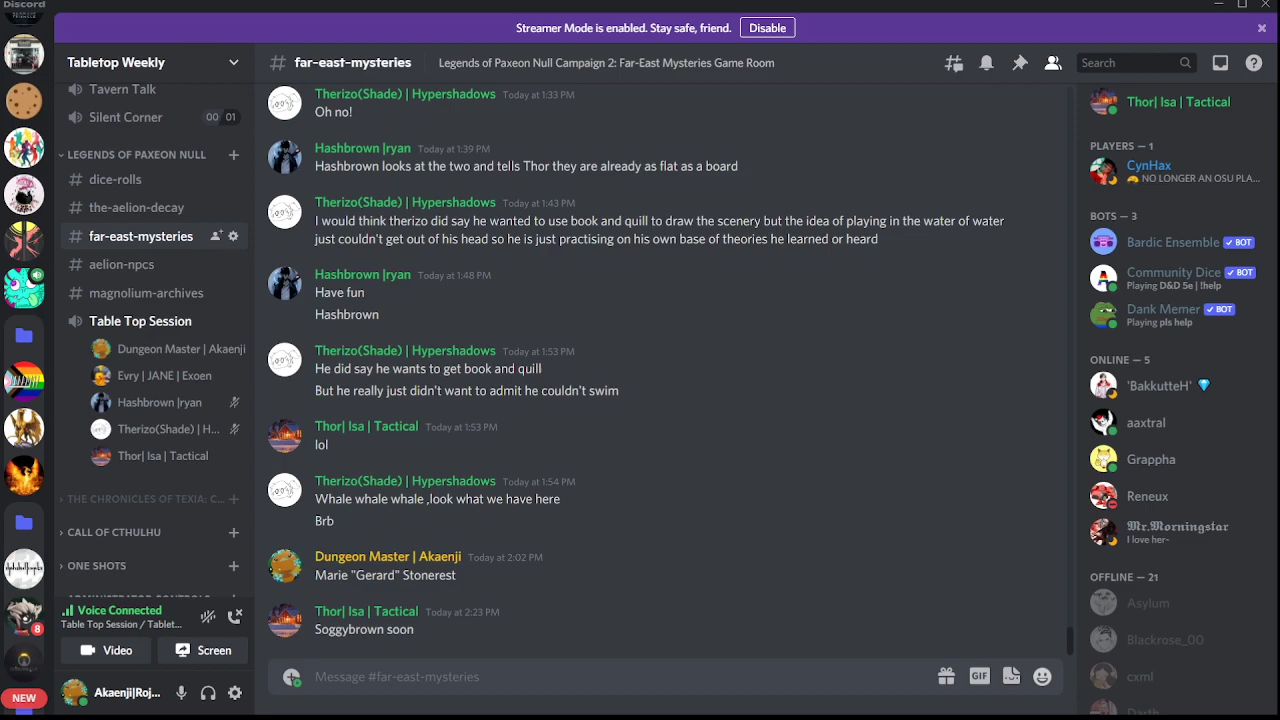 Discord
Streamer Mode is enabled. Stay safe, friend.
Disable
Tabletop Weekly
far-east-mysteries
Legends of Paxeon Null Campaign 2: Far-East Mysteries Game Room
Search
Tavern Talk
Silent Corner
00 01
LEGENDS OF PAXEON NULL
dice-rolls
the-aelion-decay
far-east-mysteries
aelion-npcs
magnolium-archives
Table Top Session
Dungeon Master | Akaenji
Evry | JANE | Exoen
Hashbrown |ryan
Therizo(Shade) | H...
Thor| Isa | Tactical
THE CHRONICLES OF TEXIA: C...
CALL OF CTHULHU
ONE SHOTS
Voice Connected
Table Top Session / Tablet...
Video
Screen
AkaenjI|Roj...
8
NEW
Therizo(Shade) | Hypershadows Today at 1:33 PM
Oh no!
Hashbrown |ryan Today at 1:39 PM
Hashbrown looks at the two and tells Thor they are already as flat as a board
Therizo(Shade) | Hypershadows Today at 1:43 PM
I would think therizo did say he wanted to use book and quill to draw the scenery but the idea of playing in the water of water
just couldn't get out of his head so he is just practising on his own base of theories he learned or heard
Hashbrown |ryan Today at 1:48 PM
Have fun
Hashbrown
Therizo(Shade) | Hypershadows Today at 1:53 PM
He did say he wants to get book and quill
But he really just didn't want to admit he couldn't swim
Thor| Isa | Tactical Today at 1:53 PM
lol
Therizo(Shade) | Hypershadows Today at 1:54 PM
Whale whale whale ,look what we have here
Brb
Dungeon Master | Akaenji Today at 2:02 PM
Marie "Gerard" Stonerest
Thor| Isa | Tactical Today at 2:23 PM
Soggybrown soon
Message #far-east-mysteries
GIF
Thor| Isa | Tactical
PLAYERS — 1
CynHax
NO LONGER AN OSU PLA...
BOTS — 3
Bardic Ensemble ✓ BOT
Community Dice ✓ BOT
Playing D&D 5e | !help
Dank Memer ✓ BOT
Playing pls help
ONLINE — 5
'BakkutteH'
aaxtral
Grappha
Reneux
𝕸𝖗.𝕸𝖔𝖗𝖓𝖎𝖓𝖌𝖘𝖙𝖆𝖗
I love her-
OFFLINE — 21
Asylum
Blackrose_00
cxml
Darth